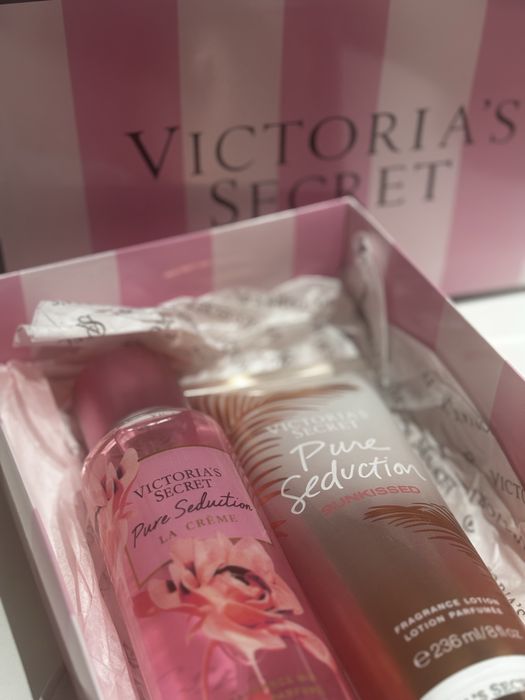 VICTORIA'S
SECRET
VICTORIA'S
SECRET
Pure Seduction
LA CRÈME
VICTORIA'S
SECRET
Pure
Seduction
SUNKISSED
FRAGRANCE LOTION
LOTION PARFUMÉE
℮236 ml/8 fl oz